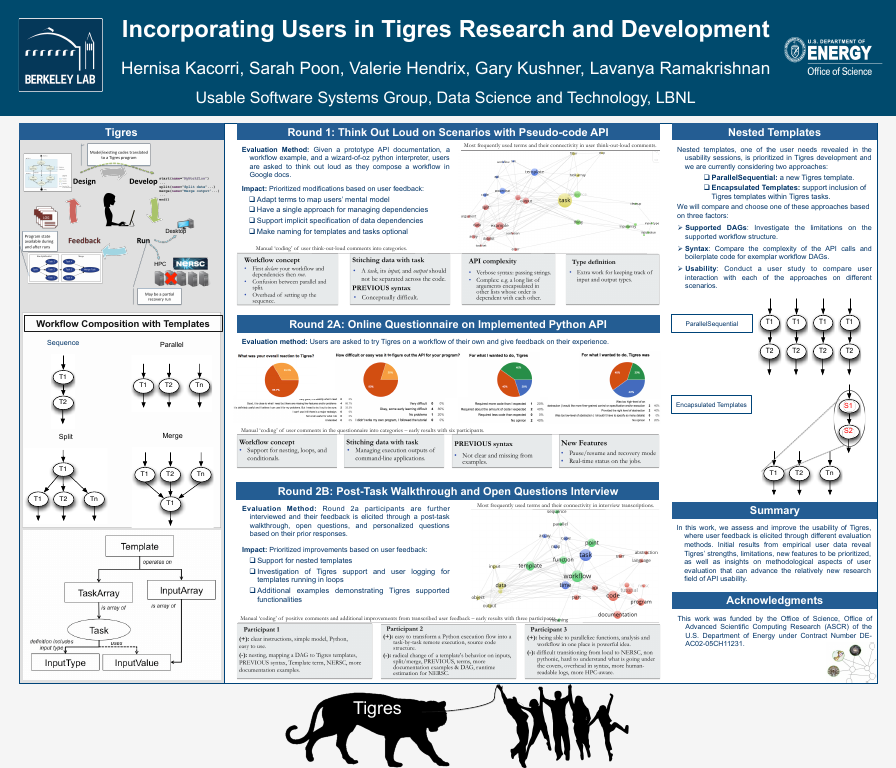 Incorporating Users in Tigres Research and Development
Hernisa Kacorri, Sarah Poon, Valerie Hendrix, Gary Kushner, Lavanya Ramakrishnan
Usable Software Systems Group, Data Science and Technology, LBNL
BERKELEY LAB
U.S. DEPARTMENT OF
ENERGY
Office of Science
Tigres
Model existing codes translated
to a Tigres program
Design
Develop
Desktop
Program state
available during
and after runs
Feedback
Run
HPC
NERSC
May be a partial
recovery run
Workflow Composition with Templates
Sequence
Parallel
T1
T2
T1
T2
Tn
Split
Merge
T1
T1
T2
Tn
T1
T2
Tn
T1
Template
operates on
TaskArray
InputArray
is array of
is array of
Task
definition includes
input type
uses
InputType
InputValue
Round 1: Think Out Loud on Scenarios with Pseudo-code API
Evaluation Method: Given a prototype API documentation, a
workflow example, and a wizard-of-oz python interpreter, users
are asked to think out loud as they compose a workflow in
Google docs.
Impact: Prioritized modifications based on user feedback:
❑ Adapt terms to map users' mental model
❑ Have a single approach for managing dependencies
❑ Support implicit specification of data dependencies
❑ Make naming for templates and tasks optional
Most frequently used terms and their connectivity in user think-out-loud comments.
task
Manual 'coding' of user think-out-loud comments into categories.
Workflow concept
• First define your workflow and
dependencies then run.
• Confusion between parallel and
split.
• Overhead of setting up the
sequence.
Stitching data with task
• A task, its input, and output should
not be separated across the code.
PREVIOUS syntax
• Conceptually difficult.
API complexity
• Verbose syntax: passing strings.
• Complex: e.g. a long list of
arguments encapsulated in
other lists whose order is
dependent with each other.
Type definition
• Extra work for keeping track of
input and output types.
Round 2A: Online Questionnaire on Implemented Python API
Evaluation method: Users are asked to try Tigres on a workflow of their own and give feedback on their experience.
What was your overall reaction to Tigres?
How difficult or easy was it to figure out the API for your program?
For what I wanted to do, Tigres
For what I wanted to do, Tigres was
Manual 'coding' of user comments in the questionnaire into categories – early results with six participants.
Workflow concept
• Support for nesting, loops, and
conditionals.
Stitching data with task
• Managing execution outputs of
command-line applications.
PREVIOUS syntax
• Not clear and missing from
examples.
New Features
• Pause/resume and recovery mode
• Real-time status on the jobs.
Round 2B: Post-Task Walkthrough and Open Questions Interview
Evaluation Method: Round 2a participants are further
interviewed and their feedback is elicited through a post-task
walkthrough, open questions, and personalized questions
based on their prior responses.
Impact: Prioritized improvements based on user feedback:
❑ Support for nested templates
❑ Investigation of Tigres support and user logging for
templates running in loops
❑ Additional examples demonstrating Tigres supported
functionalities
Most frequently used terms and their connectivity in interview transcriptions.
sequence
parallel
point
task
function
template
abstraction
language
workflow
time
data
object
output
code
program
documentation
Manual 'coding' of positive comments and additional improvements from transcribed user feedback – early results with three participants.
Participant 1
(+): clear instructions, simple model, Python,
easy to use.
(-): nesting, mapping a DAG to Tigres templates,
PREVIOUS syntax, Template term, NERSC, more
documentation examples.
Participant 2
(+): easy to transform a Python execution flow into a
task-by-task remote execution, source code
structure.
(-): radical change of a template's behavior on inputs,
split/merge, PREVIOUS, terms, more
documentation examples & DAG, runtime
estimation for NERSC.
Participant 3
(+): being able to parallelize functions, analysis and
workflow in one place is powerful idea.
(-): difficult transitioning from local to NERSC, non
pythonic, hard to understand what is going under
the covers, overhead in syntax, more human-
readable logs, more HPC-aware.
Nested Templates
Nested templates, one of the user needs revealed in the
usability sessions, is prioritized in Tigres development and
we are currently considering two approaches:
❑ ParallelSequential: a new Tigres template.
❑ Encapsulated Templates: support inclusion of
Tigres templates within Tigres tasks.
We will compare and choose one of these approaches based
on three factors:
➢ Supported DAGs: Investigate the limitations on the
supported workflow structure.
➢ Syntax: Compare the complexity of the API calls and
boilerplate code for exemplar workflow DAGs.
➢ Usability: Conduct a user study to compare user
interaction with each of the approaches on different
scenarios.
ParallelSequential
T1 T1 T1 T1
T2 T2 T2 T2
Encapsulated Templates
S1
S2
T1
T2
Tn
Summary
In this work, we assess and improve the usability of Tigres,
where user feedback is elicited through different evaluation
methods. Initial results from empirical user data reveal
Tigres' strengths, limitations, new features to be prioritized,
as well as insights on methodological aspects of user
evaluation that can advance the relatively new research
field of API usability.
Acknowledgments
This work was funded by the Office of Science, Office of
Advanced Scientific Computing Research (ASCR) of the
U.S. Department of Energy under Contract Number DE-
AC02-05CH11231.
Tigres